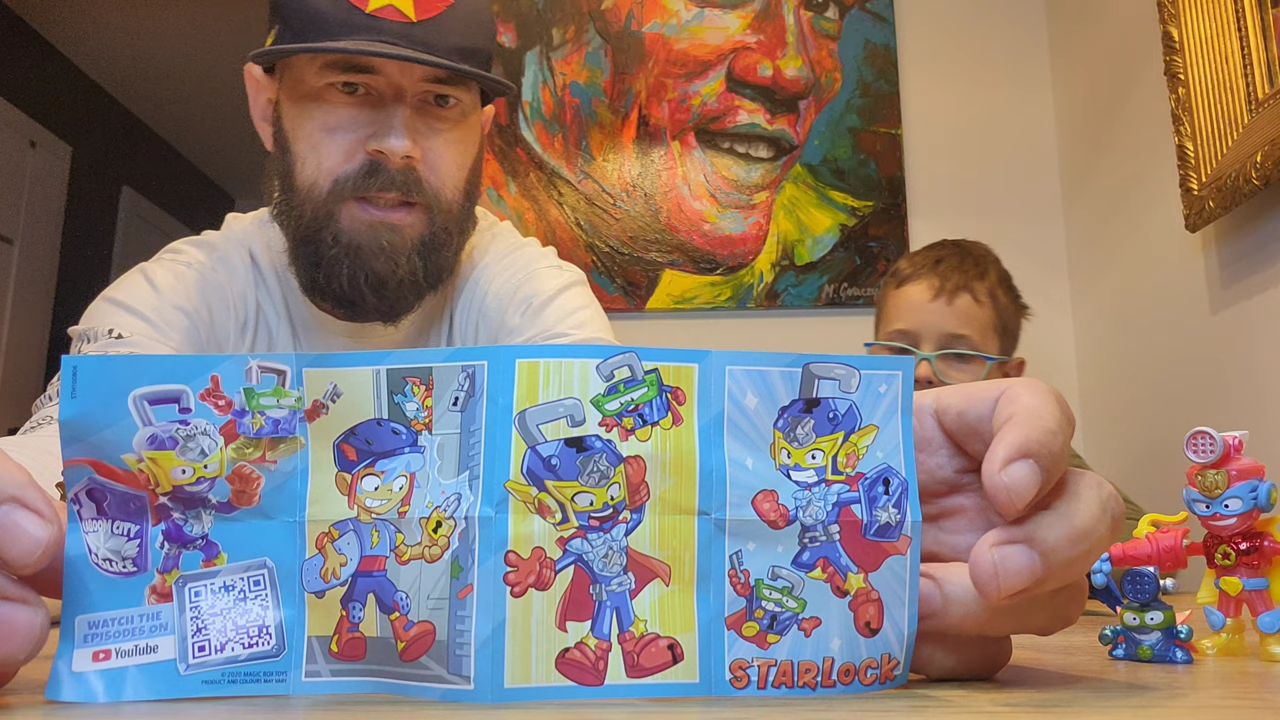 KABOOM CITY
POLICE
WATCH THE
EPISODES ON
YouTube
© 2020 MAGIC BOX TOYS
PRODUCT AND COLOURS MAY VARY
STARLOCK